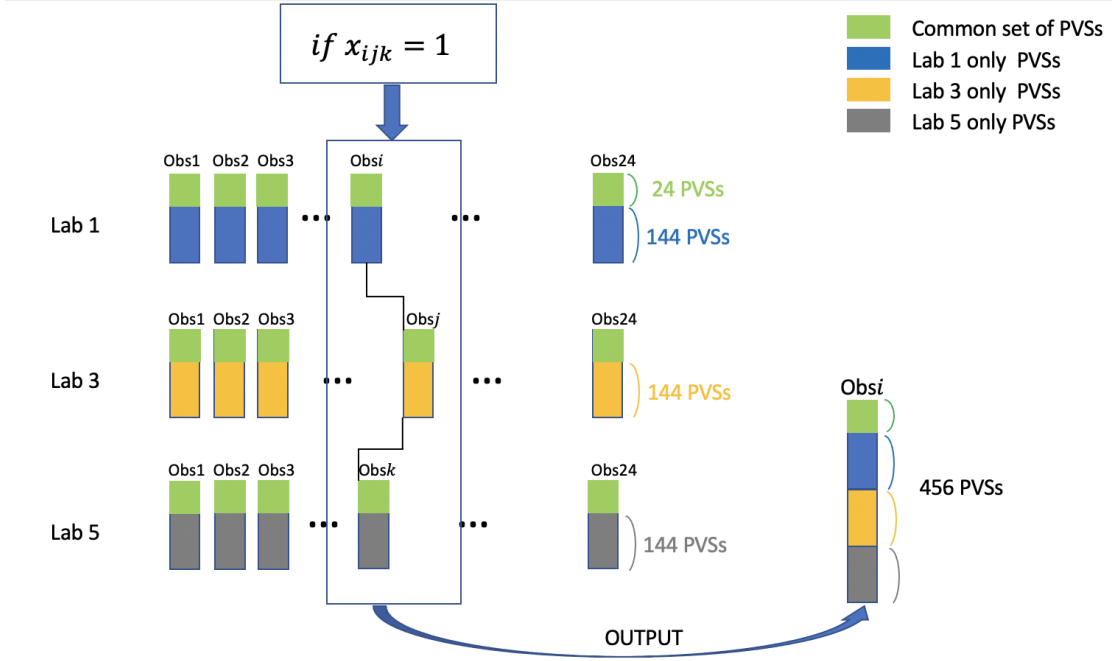 if xᵢⱼₖ = 1
Common set of PVSs
Lab 1 only PVSs
Lab 3 only PVSs
Lab 5 only PVSs
Obs1 Obs2 Obs3 Obsi Obs24
24 PVSs
Lab 1 ... ... 144 PVSs
Obs1 Obs2 Obs3 Obsj Obs24
Lab 3 ... ... 144 PVSs
Obsi
Obs1 Obs2 Obs3 Obsk Obs24
456 PVSs
Lab 5 ... ... 144 PVSs
OUTPUT